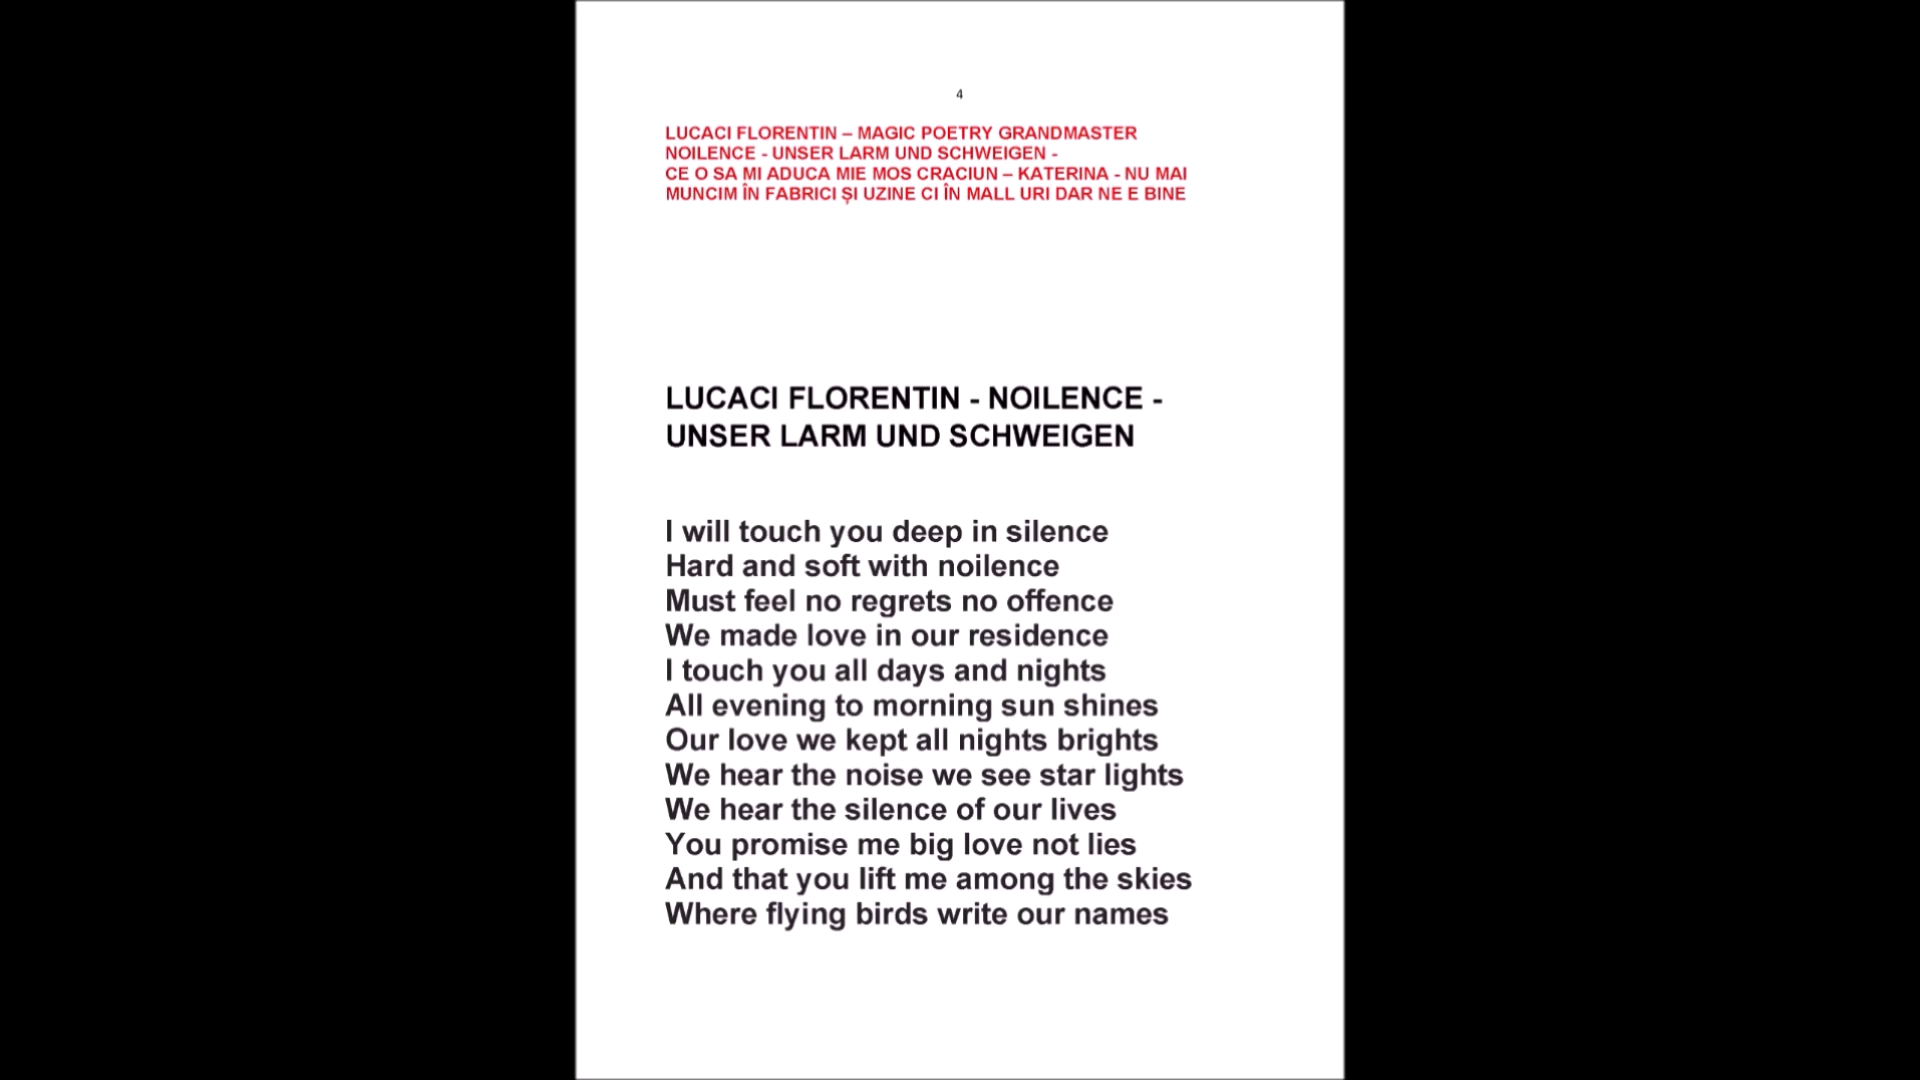 4
LUCACI FLORENTIN – MAGIC POETRY GRANDMASTER
NOILENCE - UNSER LARM UND SCHWEIGEN -
CE O SA MI ADUCA MIE MOS CRACIUN – KATERINA - NU MAI
MUNCIM ÎN FABRICI ȘI UZINE CI ÎN MALL URI DAR NE E BINE
LUCACI FLORENTIN - NOILENCE -
UNSER LARM UND SCHWEIGEN
I will touch you deep in silence
Hard and soft with noilence
Must feel no regrets no offence
We made love in our residence
I touch you all days and nights
All evening to morning sun shines
Our love we kept all nights brights
We hear the noise we see star lights
We hear the silence of our lives
You promise me big love not lies
And that you lift me among the skies
Where flying birds write our names